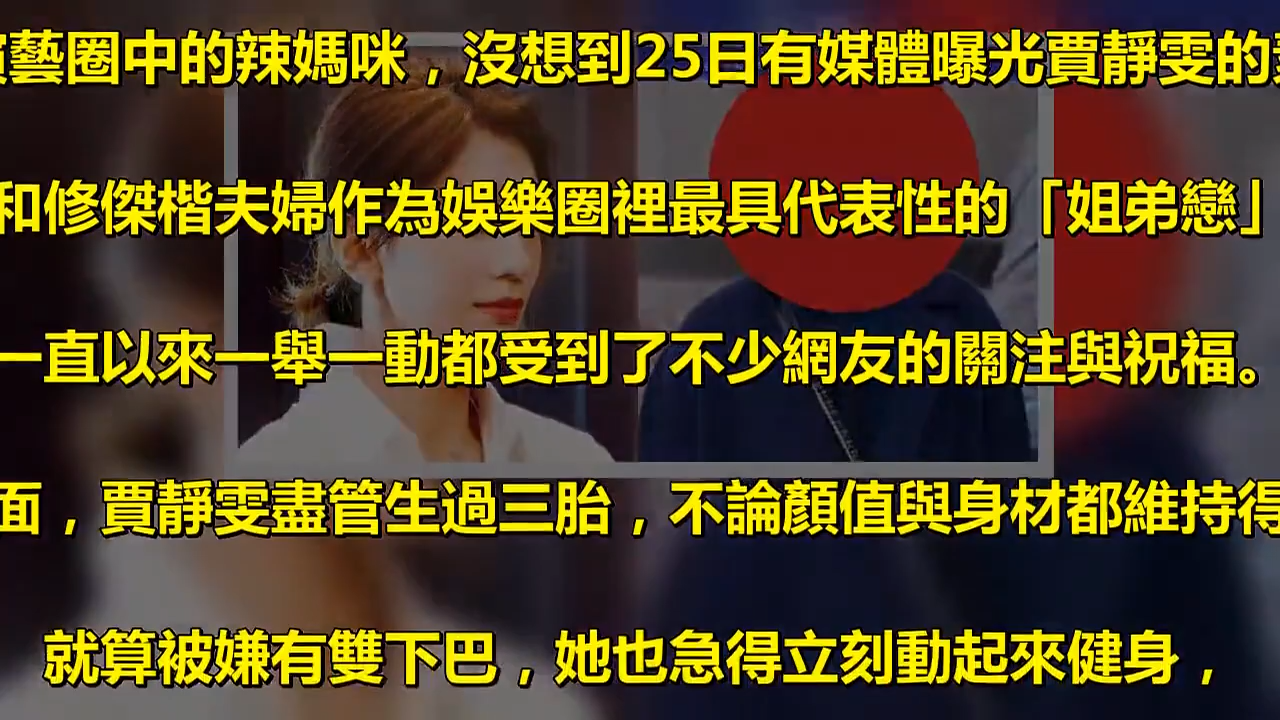 藝圈中的辣媽咪，沒想到25日有媒體曝光賈靜雯的
和修傑楷夫婦作為娛樂圈裡最具代表性的「姐弟戀」
一直以來一舉一動都受到了不少網友的關注與祝福。
面，賈靜雯盡管生過三胎，不論顏值與身材都維持得
就算被嫌有雙下巴，她也急得立刻動起來健身，